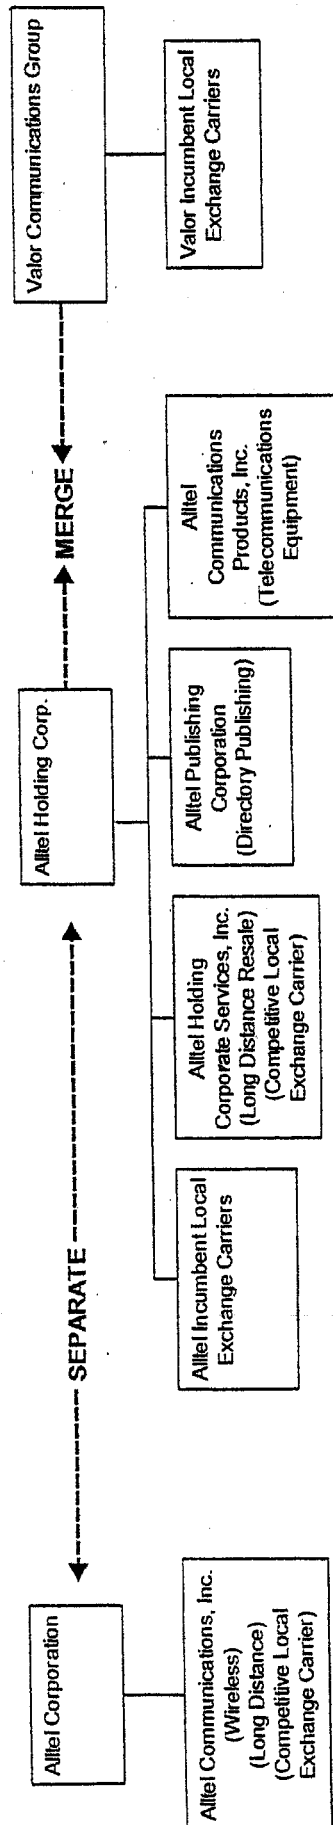 Alltel Corporation
Alltel Communications, Inc.
(Wireless)
(Long Distance)
(Competitive Local
Exchange Carrier)
SEPARATE
Alltel Holding Corp.
Alltel Incumbent Local
Exchange Carriers
Alltel Holding
Corporate Services, Inc.
(Long Distance Resale)
(Competitive Local
Exchange Carrier)
Alltel Publishing
Corporation
(Directory Publishing)
Alltel
Communications
Products, Inc.
(Telecommunications
Equipment)
MERGE
Valor Communications Group
Valor Incumbent Local
Exchange Carriers